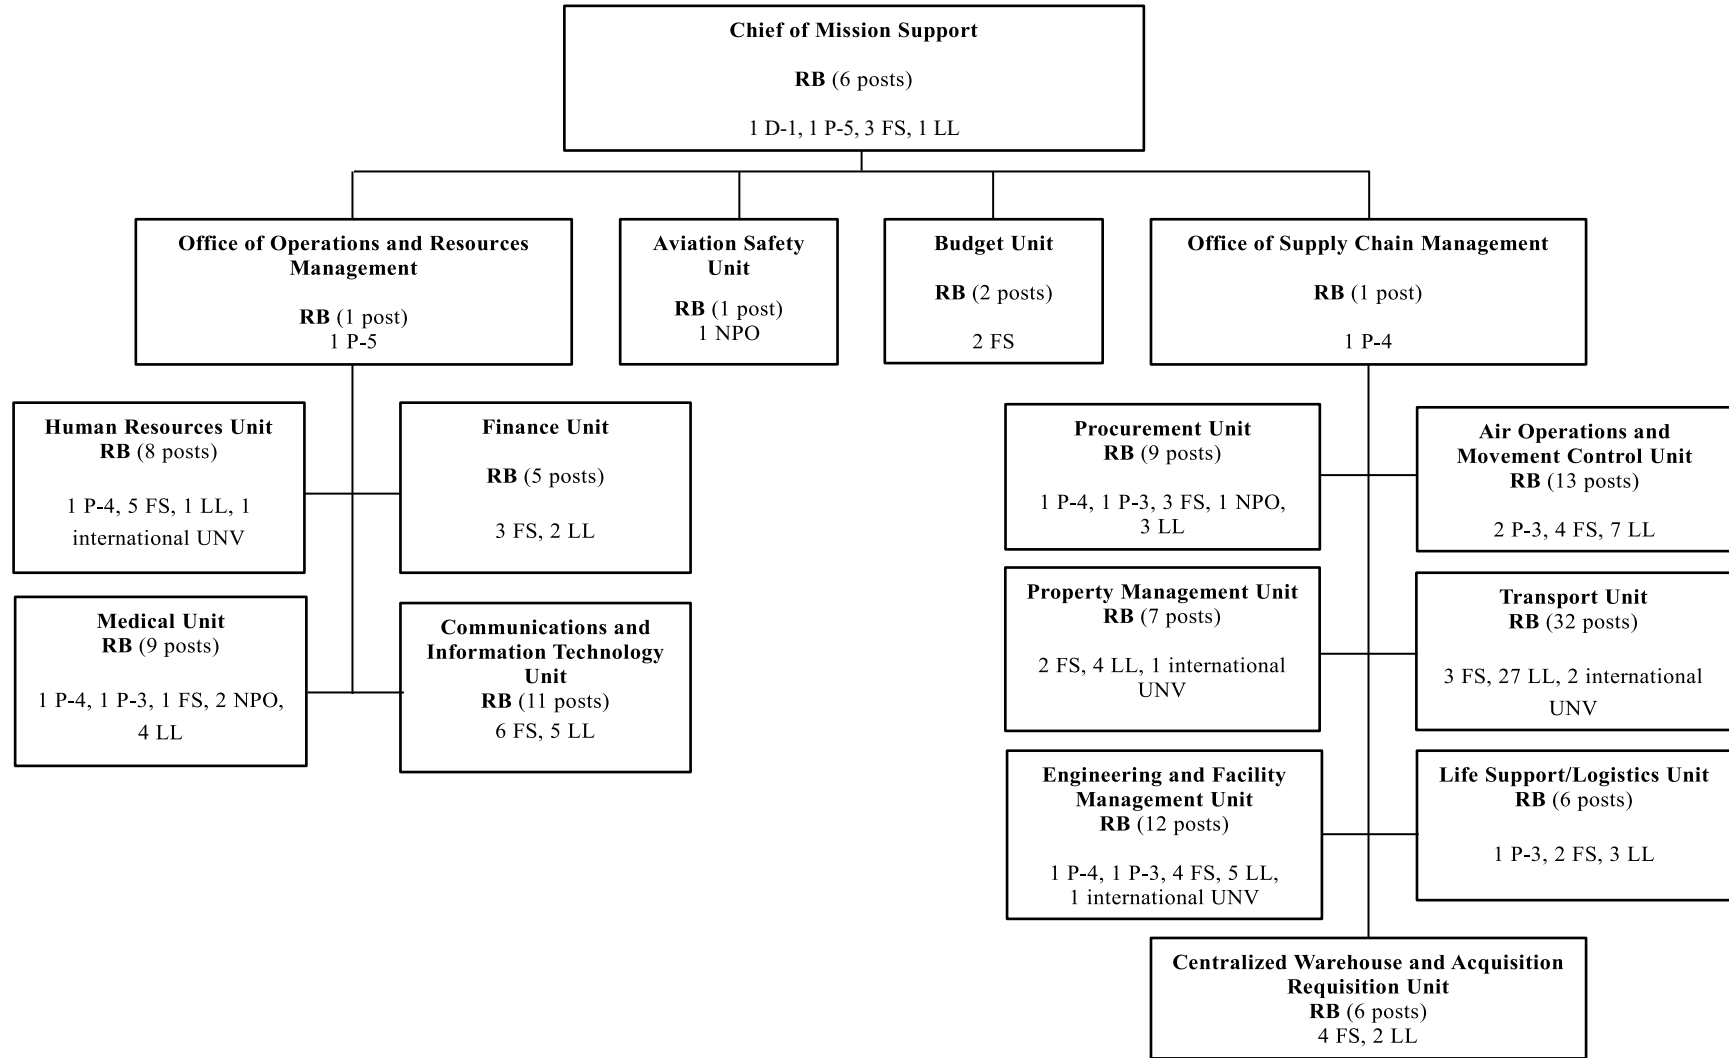 Chief of Mission Support
RB (6 posts)
1 D-1, 1 P-5, 3 FS, 1 LL
Office of Operations and Resources
Management
RB (1 post)
1 P-5
Aviation Safety
Unit
RB (1 post)
1 NPO
Budget Unit
RB (2 posts)
2 FS
Office of Supply Chain Management
RB (1 post)
1 P-4
Human Resources Unit
RB (8 posts)
1 P-4, 5 FS, 1 LL, 1
international UNV
Finance Unit
RB (5 posts)
3 FS, 2 LL
Medical Unit
RB (9 posts)
1 P-4, 1 P-3, 1 FS, 2 NPO,
4 LL
Communications and
Information Technology
Unit
RB (11 posts)
6 FS, 5 LL
Procurement Unit
RB (9 posts)
1 P-4, 1 P-3, 3 FS, 1 NPO,
3 LL
Air Operations and
Movement Control Unit
RB (13 posts)
2 P-3, 4 FS, 7 LL
Property Management Unit
RB (7 posts)
2 FS, 4 LL, 1 international
UNV
Transport Unit
RB (32 posts)
3 FS, 27 LL, 2 international
UNV
Engineering and Facility
Management Unit
RB (12 posts)
1 P-4, 1 P-3, 4 FS, 5 LL,
1 international UNV
Life Support/Logistics Unit
RB (6 posts)
1 P-3, 2 FS, 3 LL
Centralized Warehouse and Acquisition
Requisition Unit
RB (6 posts)
4 FS, 2 LL